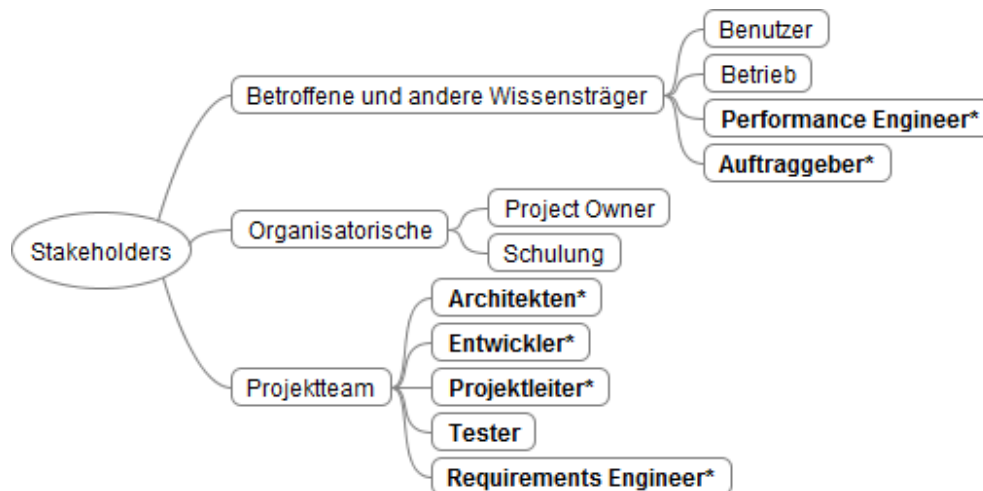 Stakeholders
Betroffene und andere Wissensträger
Benutzer
Betrieb
Performance Engineer*
Auftraggeber*
Organisatorische
Project Owner
Schulung
Projektteam
Architekten*
Entwickler*
Projektleiter*
Tester
Requirements Engineer*